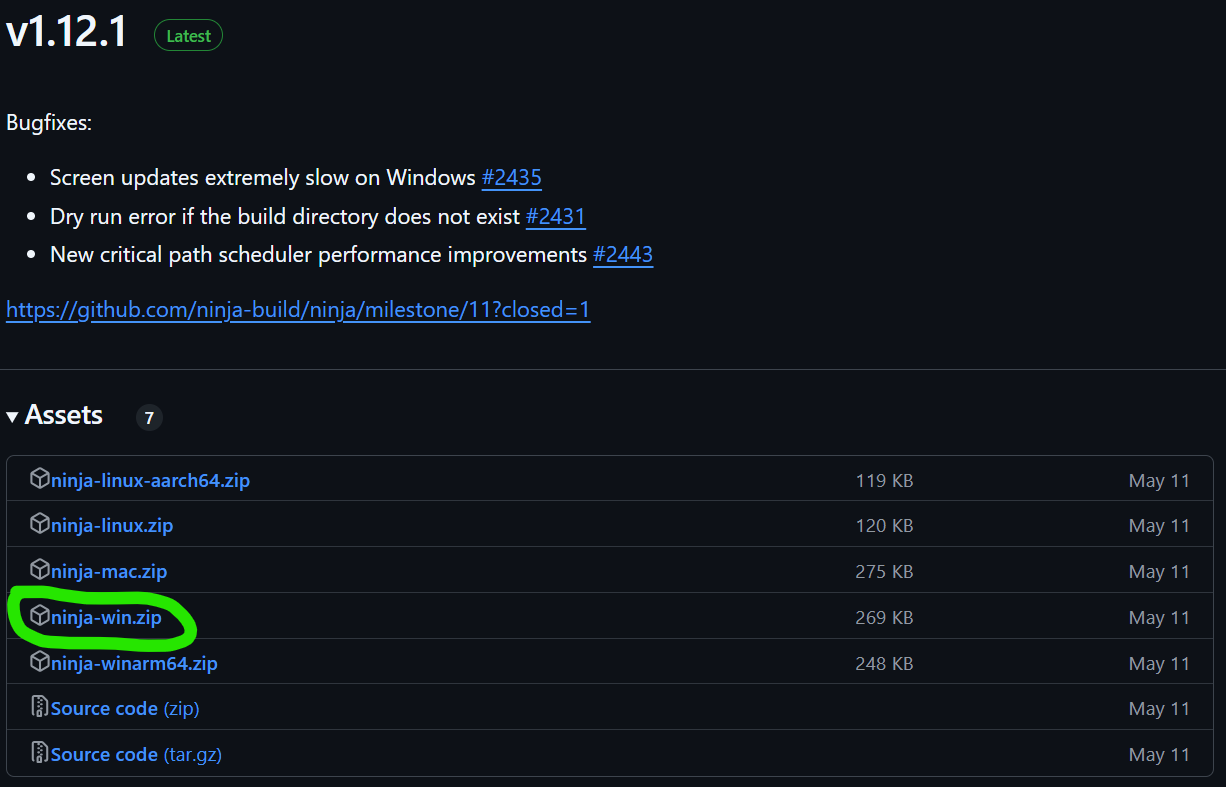 v1.12.1 Latest
Bugfixes:
Screen updates extremely slow on Windows #2435
Dry run error if the build directory does not exist #2431
New critical path scheduler performance improvements #2443
https://github.com/ninja-build/ninja/milestone/11?closed=1
Assets 7
ninja-linux-aarch64.zip 119 KB May 11
ninja-linux.zip 120 KB May 11
ninja-mac.zip 275 KB May 11
ninja-win.zip 269 KB May 11
ninja-winarm64.zip 248 KB May 11
Source code (zip) May 11
Source code (tar.gz) May 11